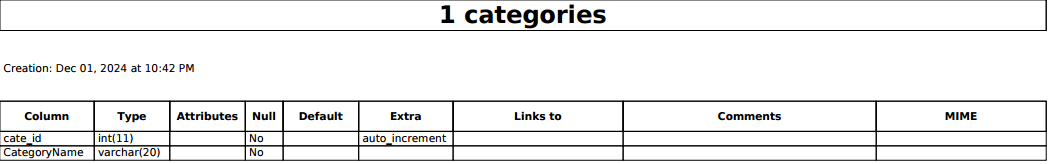 1 categories
Creation: Dec 01, 2024 at 10:42 PM
Column Type Attributes Null Default Extra Links to Comments MIME
cate_id int(11) No auto_increment
CategoryName varchar(20) No